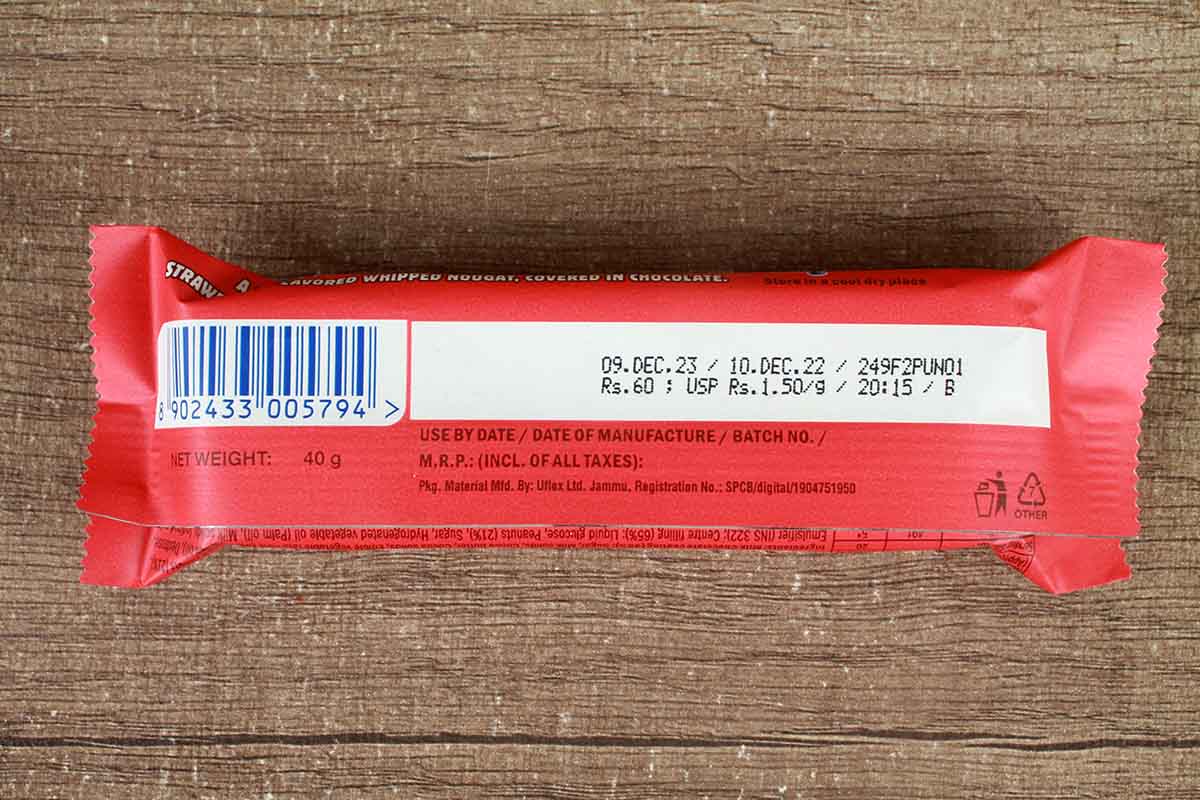 STRAW
A
AVORED WHIPPED NOUGAT, COVERED IN CHOCOLATE.
Store in a cool dry place
8 902433 005794 >
09.DEC.23 / 10.DEC.22 / 249F2PUN01
Rs.60 ; USP Rs.1.50/g / 20:15 / B
NET WEIGHT: 40 g
USE BY DATE / DATE OF MANUFACTURE / BATCH NO. /
M.R.P.: (INCL. OF ALL TAXES):
Pkg. Material Mfd. By: Uflex Ltd. Jammu, Registration No.: SPCB/digital/1904751950
7
OTHER
Emulsifier (INS 322); Centre filling (65%): Liquid glucose, Peanuts (21%), Sugar, Hydrogenated vegetable oil (Palm oil),